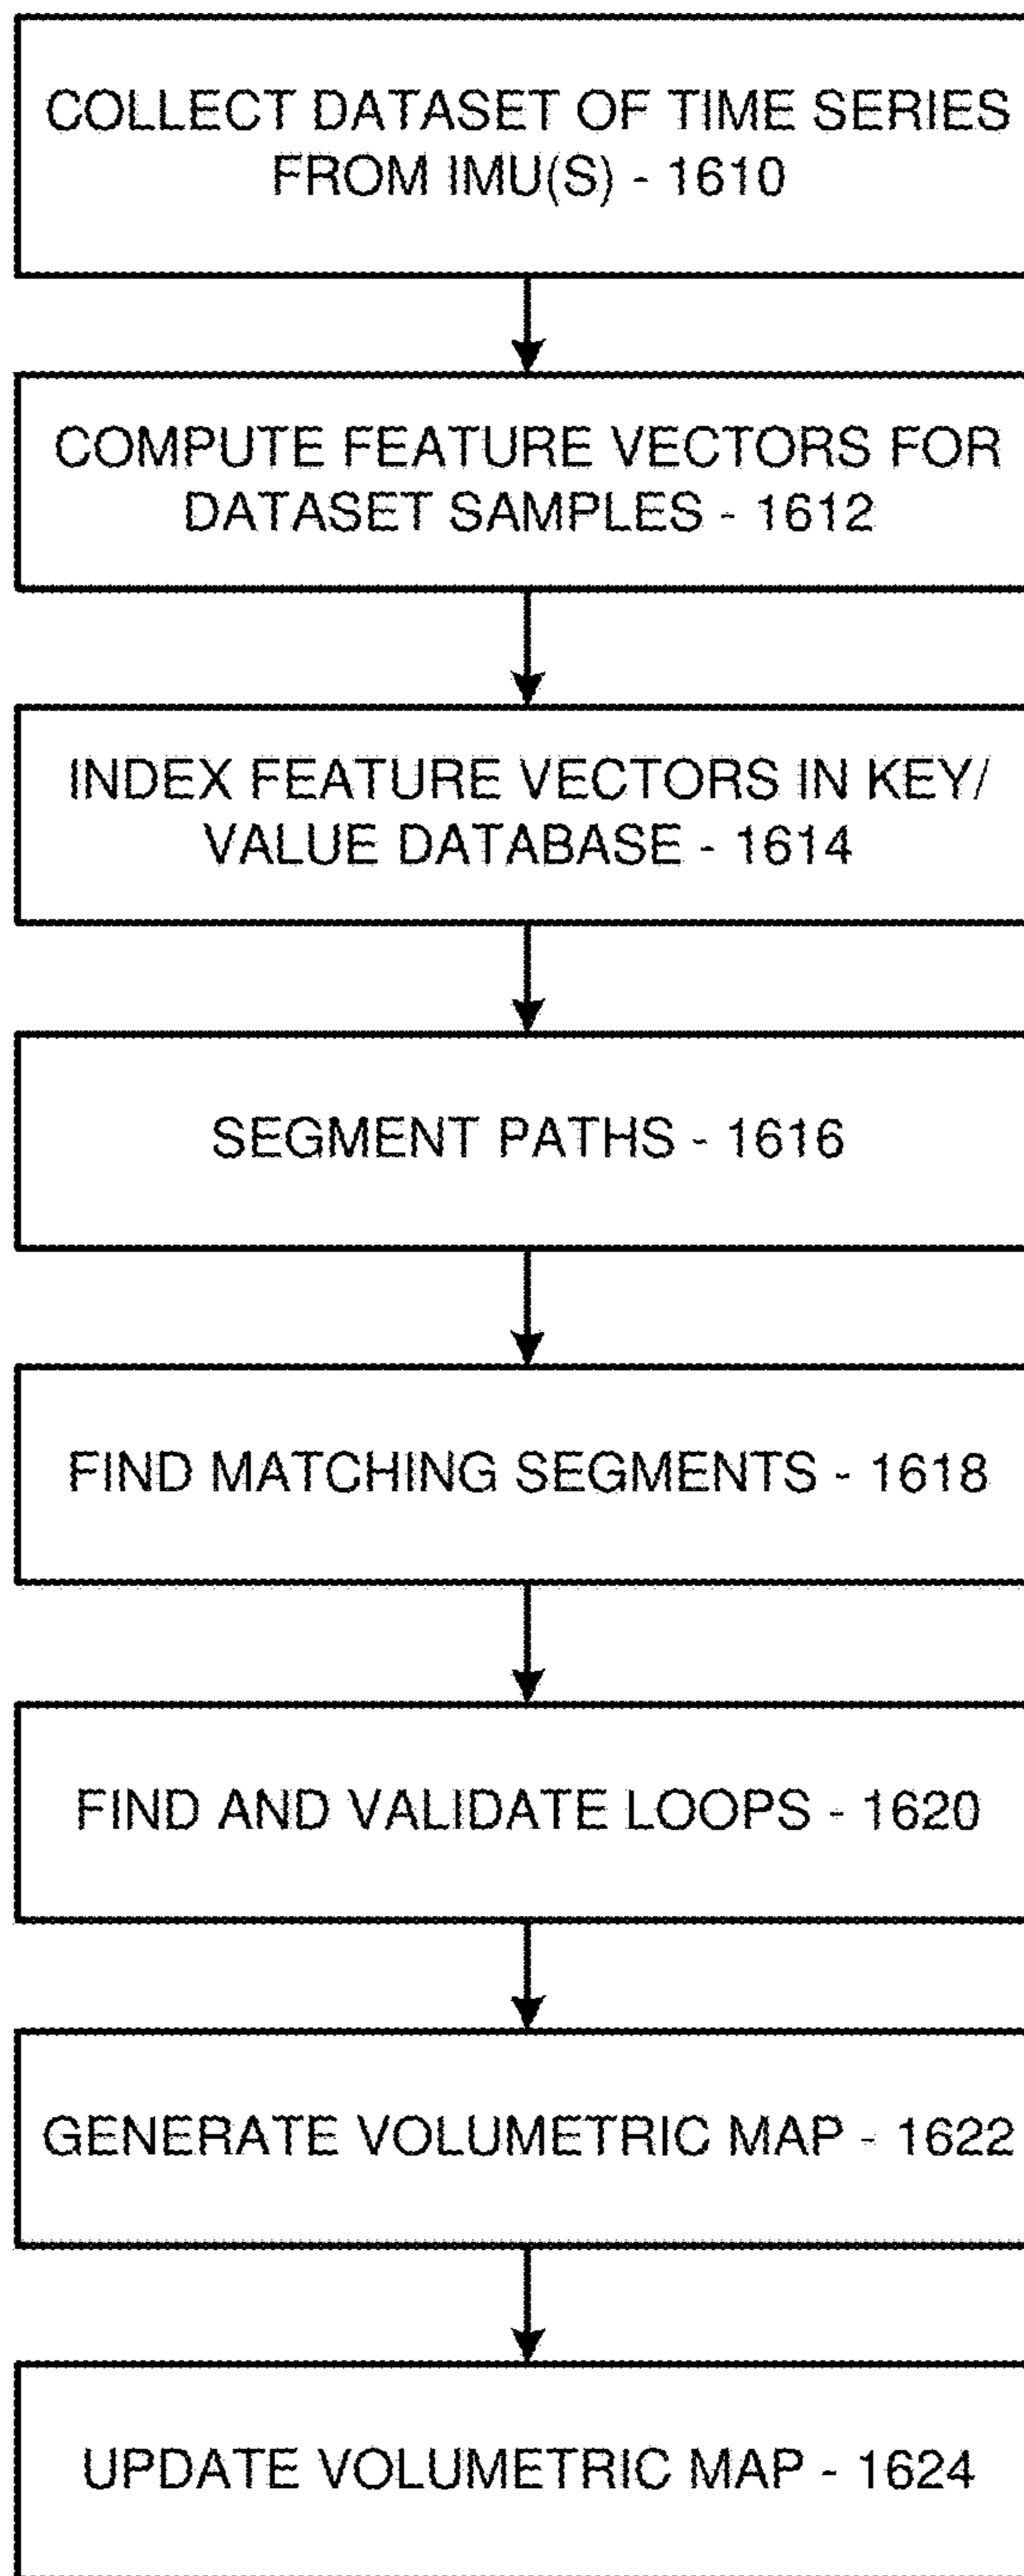 COLLECT DATASET OF TIME SERIES
FROM IMU(S) - 1610
COMPUTE FEATURE VECTORS FOR
DATASET SAMPLES - 1612
INDEX FEATURE VECTORS IN KEY/
VALUE DATABASE - 1614
SEGMENT PATHS - 1616
FIND MATCHING SEGMENTS - 1618
FIND AND VALIDATE LOOPS - 1620
GENERATE VOLUMETRIC MAP - 1622
UPDATE VOLUMETRIC MAP - 1624